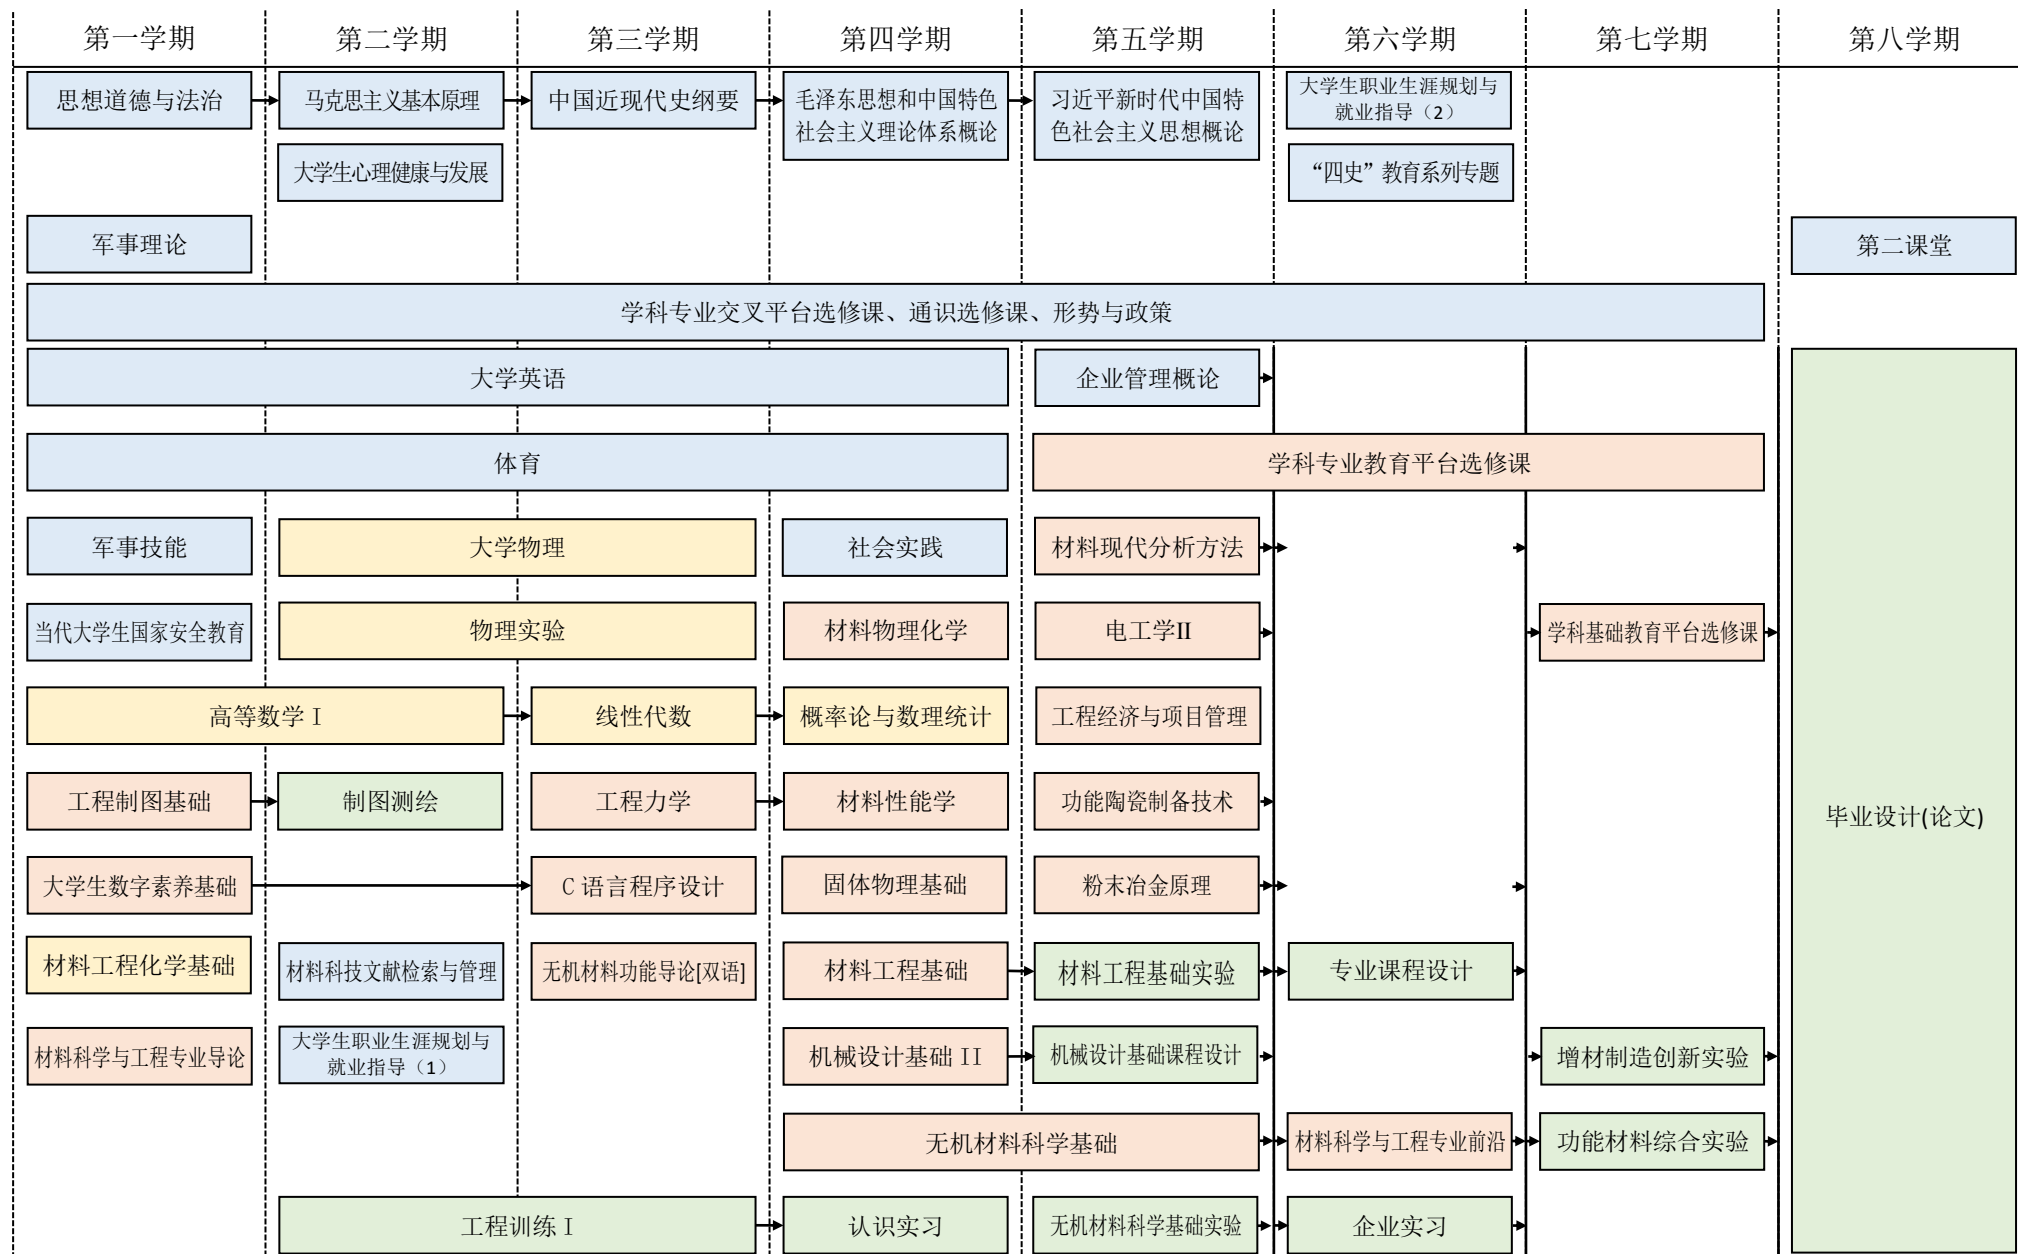 第一学期
第二学期
第三学期
第四学期
第五学期
第六学期
第七学期
第八学期
思想道德与法治
马克思主义基本原理
中国近现代史纲要
毛泽东思想和中国特色
社会主义理论体系概论
习近平新时代中国特
色社会主义思想概论
大学生职业生涯规划与
就业指导（2）
大学生心理健康与发展
“四史”教育系列专题
军事理论
第二课堂
学科专业交叉平台选修课、通识选修课、形势与政策
大学英语
企业管理概论
体育
学科专业教育平台选修课
军事技能
大学物理
社会实践
材料现代分析方法
当代大学生国家安全教育
物理实验
材料物理化学
电工学II
学科基础教育平台选修课
高等数学 I
线性代数
概率论与数理统计
工程经济与项目管理
工程制图基础
制图测绘
工程力学
材料性能学
功能陶瓷制备技术
毕业设计(论文)
大学生数字素养基础
C 语言程序设计
固体物理基础
粉末冶金原理
材料工程化学基础
材料科技文献检索与管理
无机材料功能导论[双语]
材料工程基础
材料工程基础实验
专业课程设计
材料科学与工程专业导论
大学生职业生涯规划与
就业指导（1）
机械设计基础 II
机械设计基础课程设计
增材制造创新实验
无机材料科学基础
材料科学与工程专业前沿
功能材料综合实验
工程训练 I
认识实习
无机材料科学基础实验
企业实习